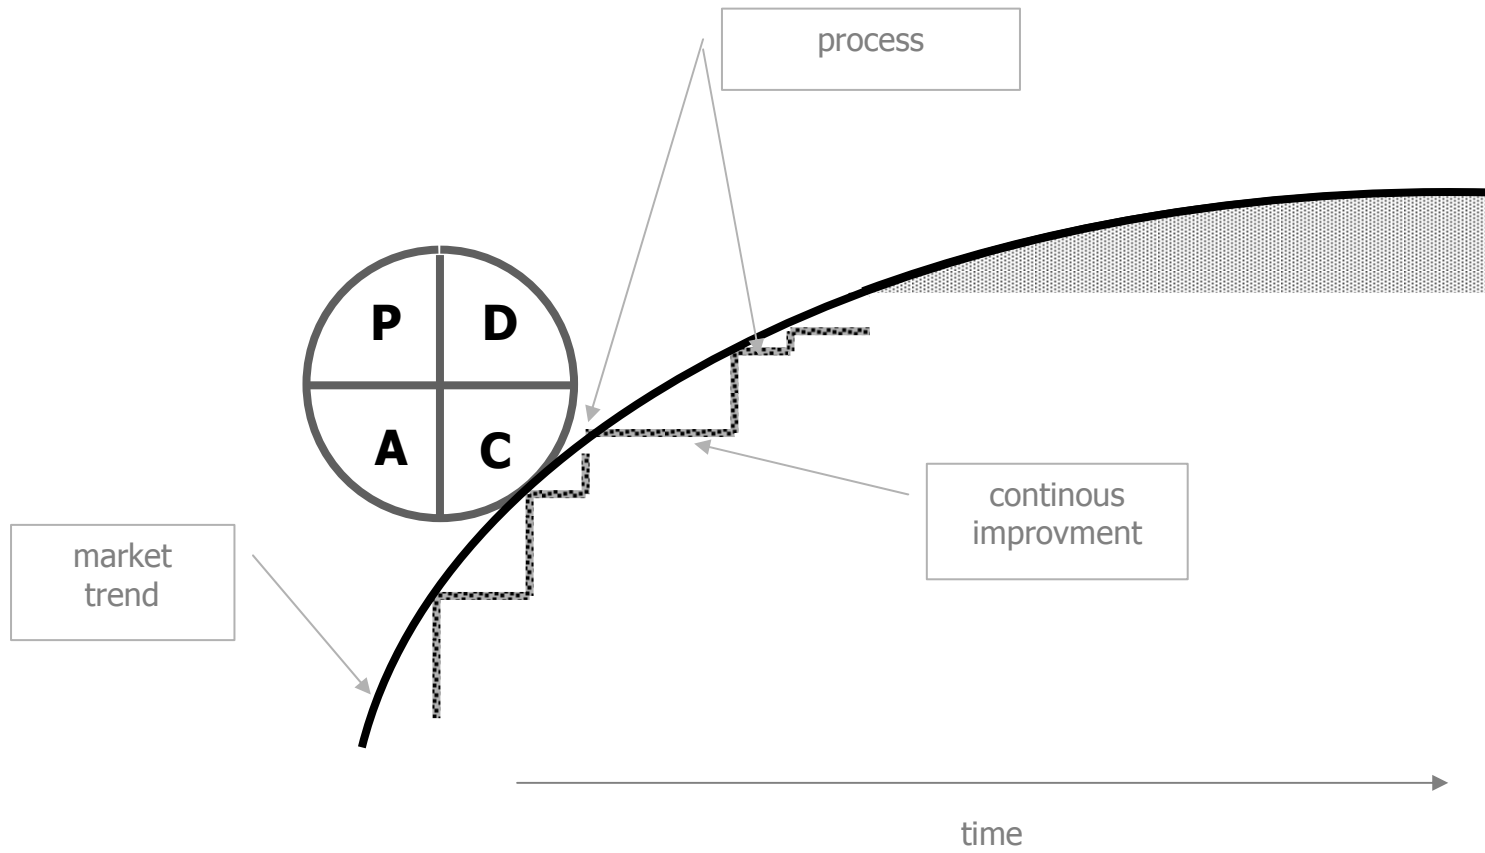 process
P D
A C
continous
improvment
market
trend
time